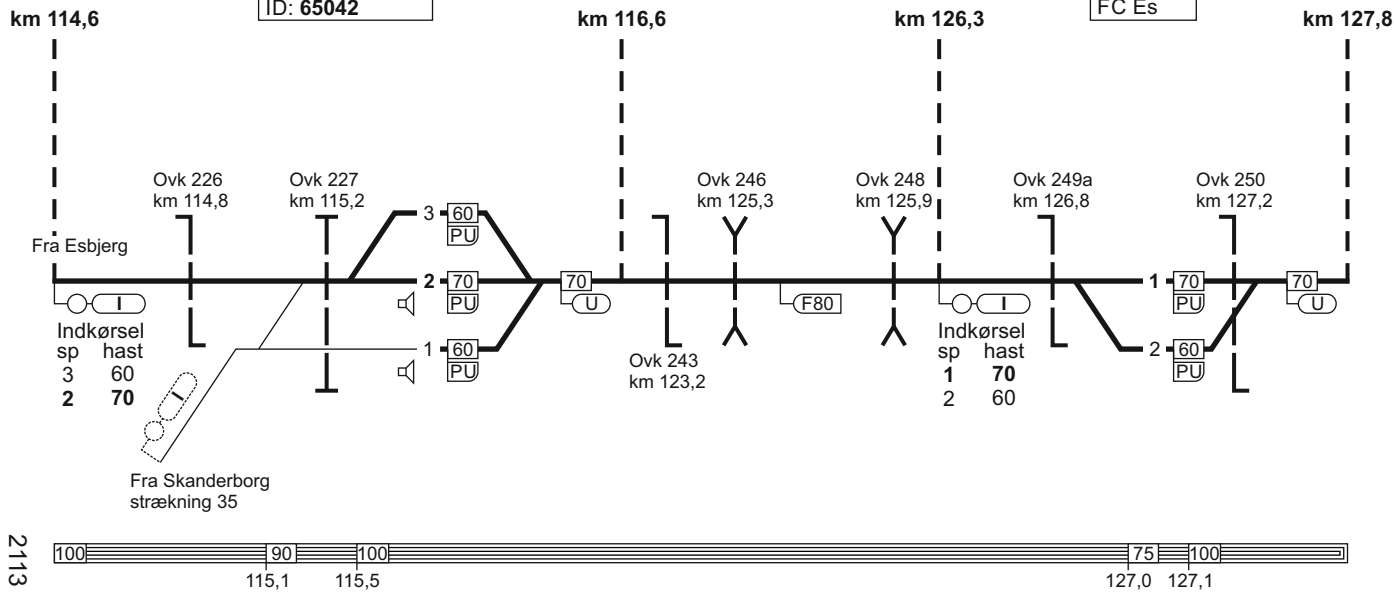 ID: 65042
FC Es
km 114,6
km 116,6
km 126,3
km 127,8
Ovk 226
km 114,8
Ovk 227
km 115,2
Ovk 246
km 125,3
Ovk 248
km 125,9
Ovk 249a
km 126,8
Ovk 250
km 127,2
3 60
PU
Fra Esbjerg
2 70
PU
70
U
1 70
PU
70
U
I
F80
I
Indkørsel
sp hast
3 60
2 70
1 60
PU
Ovk 243
km 123,2
Indkørsel
sp hast
1 70
2 60
2 60
PU
I
Fra Skanderborg
strækning 35
2113
100 90 100 75 100
115,1 115,5 127,0 127,1